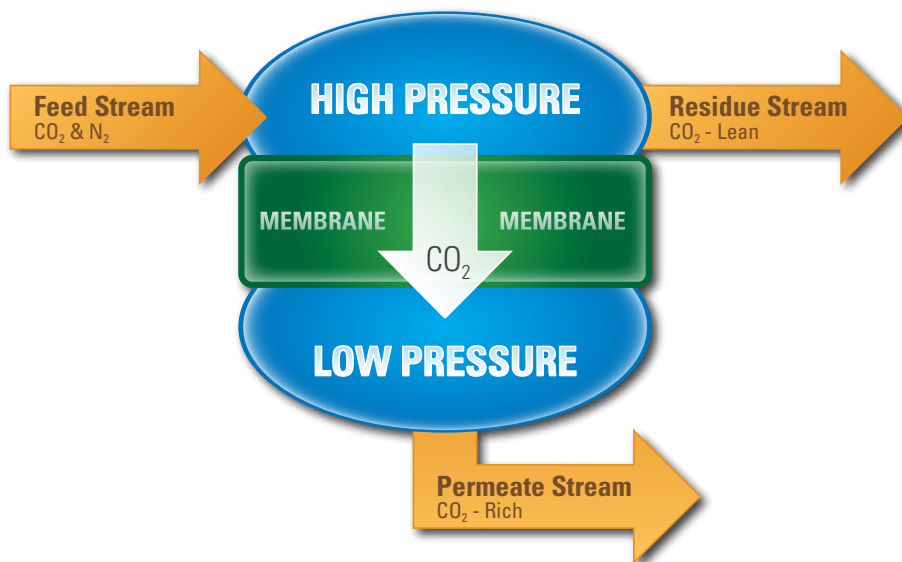 Feed Stream
CO₂ & N₂
HIGH PRESSURE
Residue Stream
CO₂ - Lean
MEMBRANE
MEMBRANE
CO₂
LOW PRESSURE
Permeate Stream
CO₂ - Rich